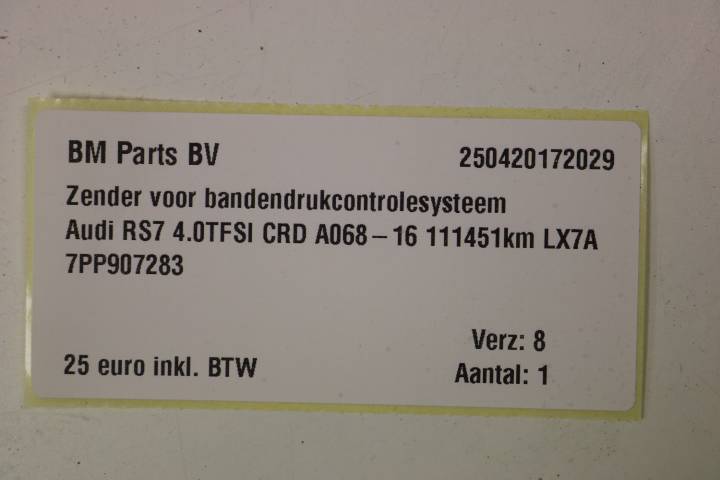 BM Parts BV 250420172029
Zender voor bandendrukcontrolesysteem
Audi RS7 4.0TFSI CRD A068-16 111451km LX7A
7PP907283
Verz: 8
25 euro inkl. BTW Aantal: 1